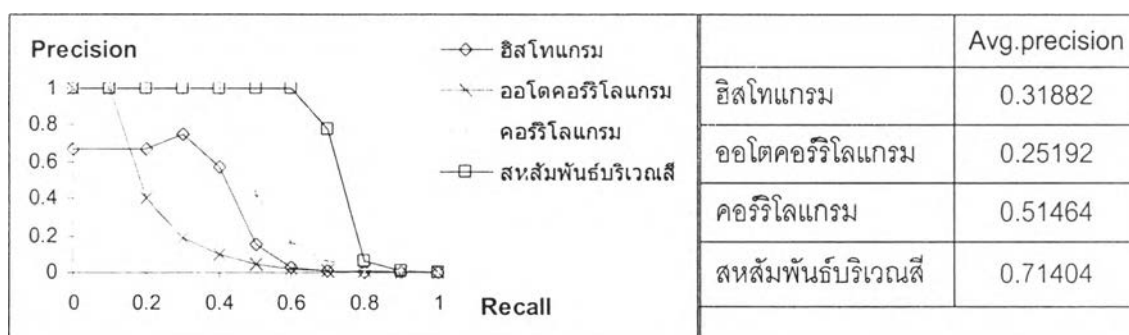 Precision
1
0.8
0.6
0.4
0.2
0
0 0.2 0.4 0.6 0.8 1
Recall
ฮิสโทแกรม
ออโตคอร์ริโลแกรม
คอร์ริโลแกรม
สหสัมพันธ์บริเวณสี
Avg.precision
ฮิสโทแกรม 0.31882
ออโตคอร์ริโลแกรม 0.25192
คอร์ริโลแกรม 0.51464
สหสัมพันธ์บริเวณสี 0.71404